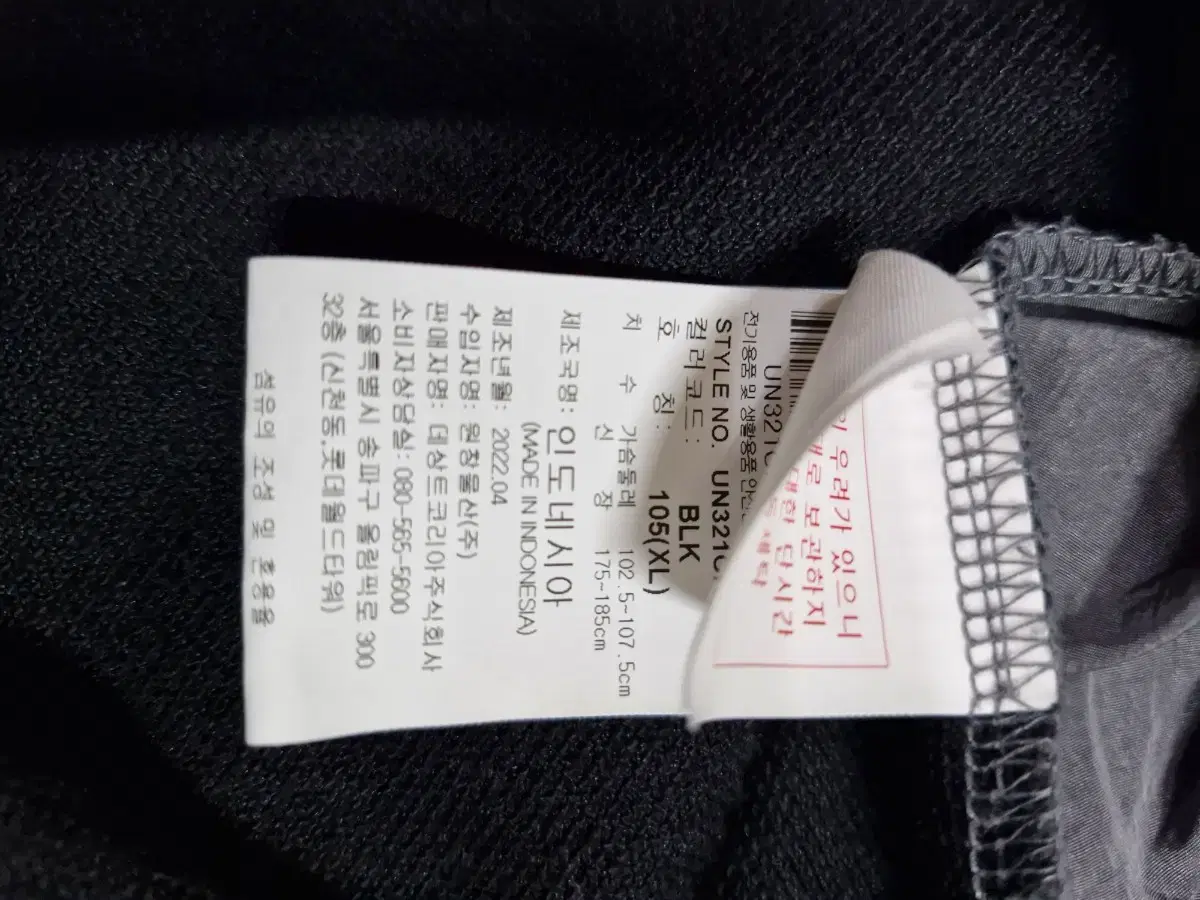 의 우려가 있으니
대로 보관하지
한 단시간
UN321
전기용품 및 생활용품
STYLE NO. UN321
컬러코드: BLK
호 칭: 105(XL)
치 수 가슴둘레 102.5~107.5cm
신 장 175~185cm
제조국명: 인도네시아
(MADE IN INDONESIA)
제조년월: 2022.04
수입자명: 원창물산(주)
판매자명: 데상트코리아주식회사
소비자상담실: 080-565-5600
서울특별시 송파구 올림픽로 300
32층 (신천동,롯데월드타워)
섬유의 조성 및 혼용율